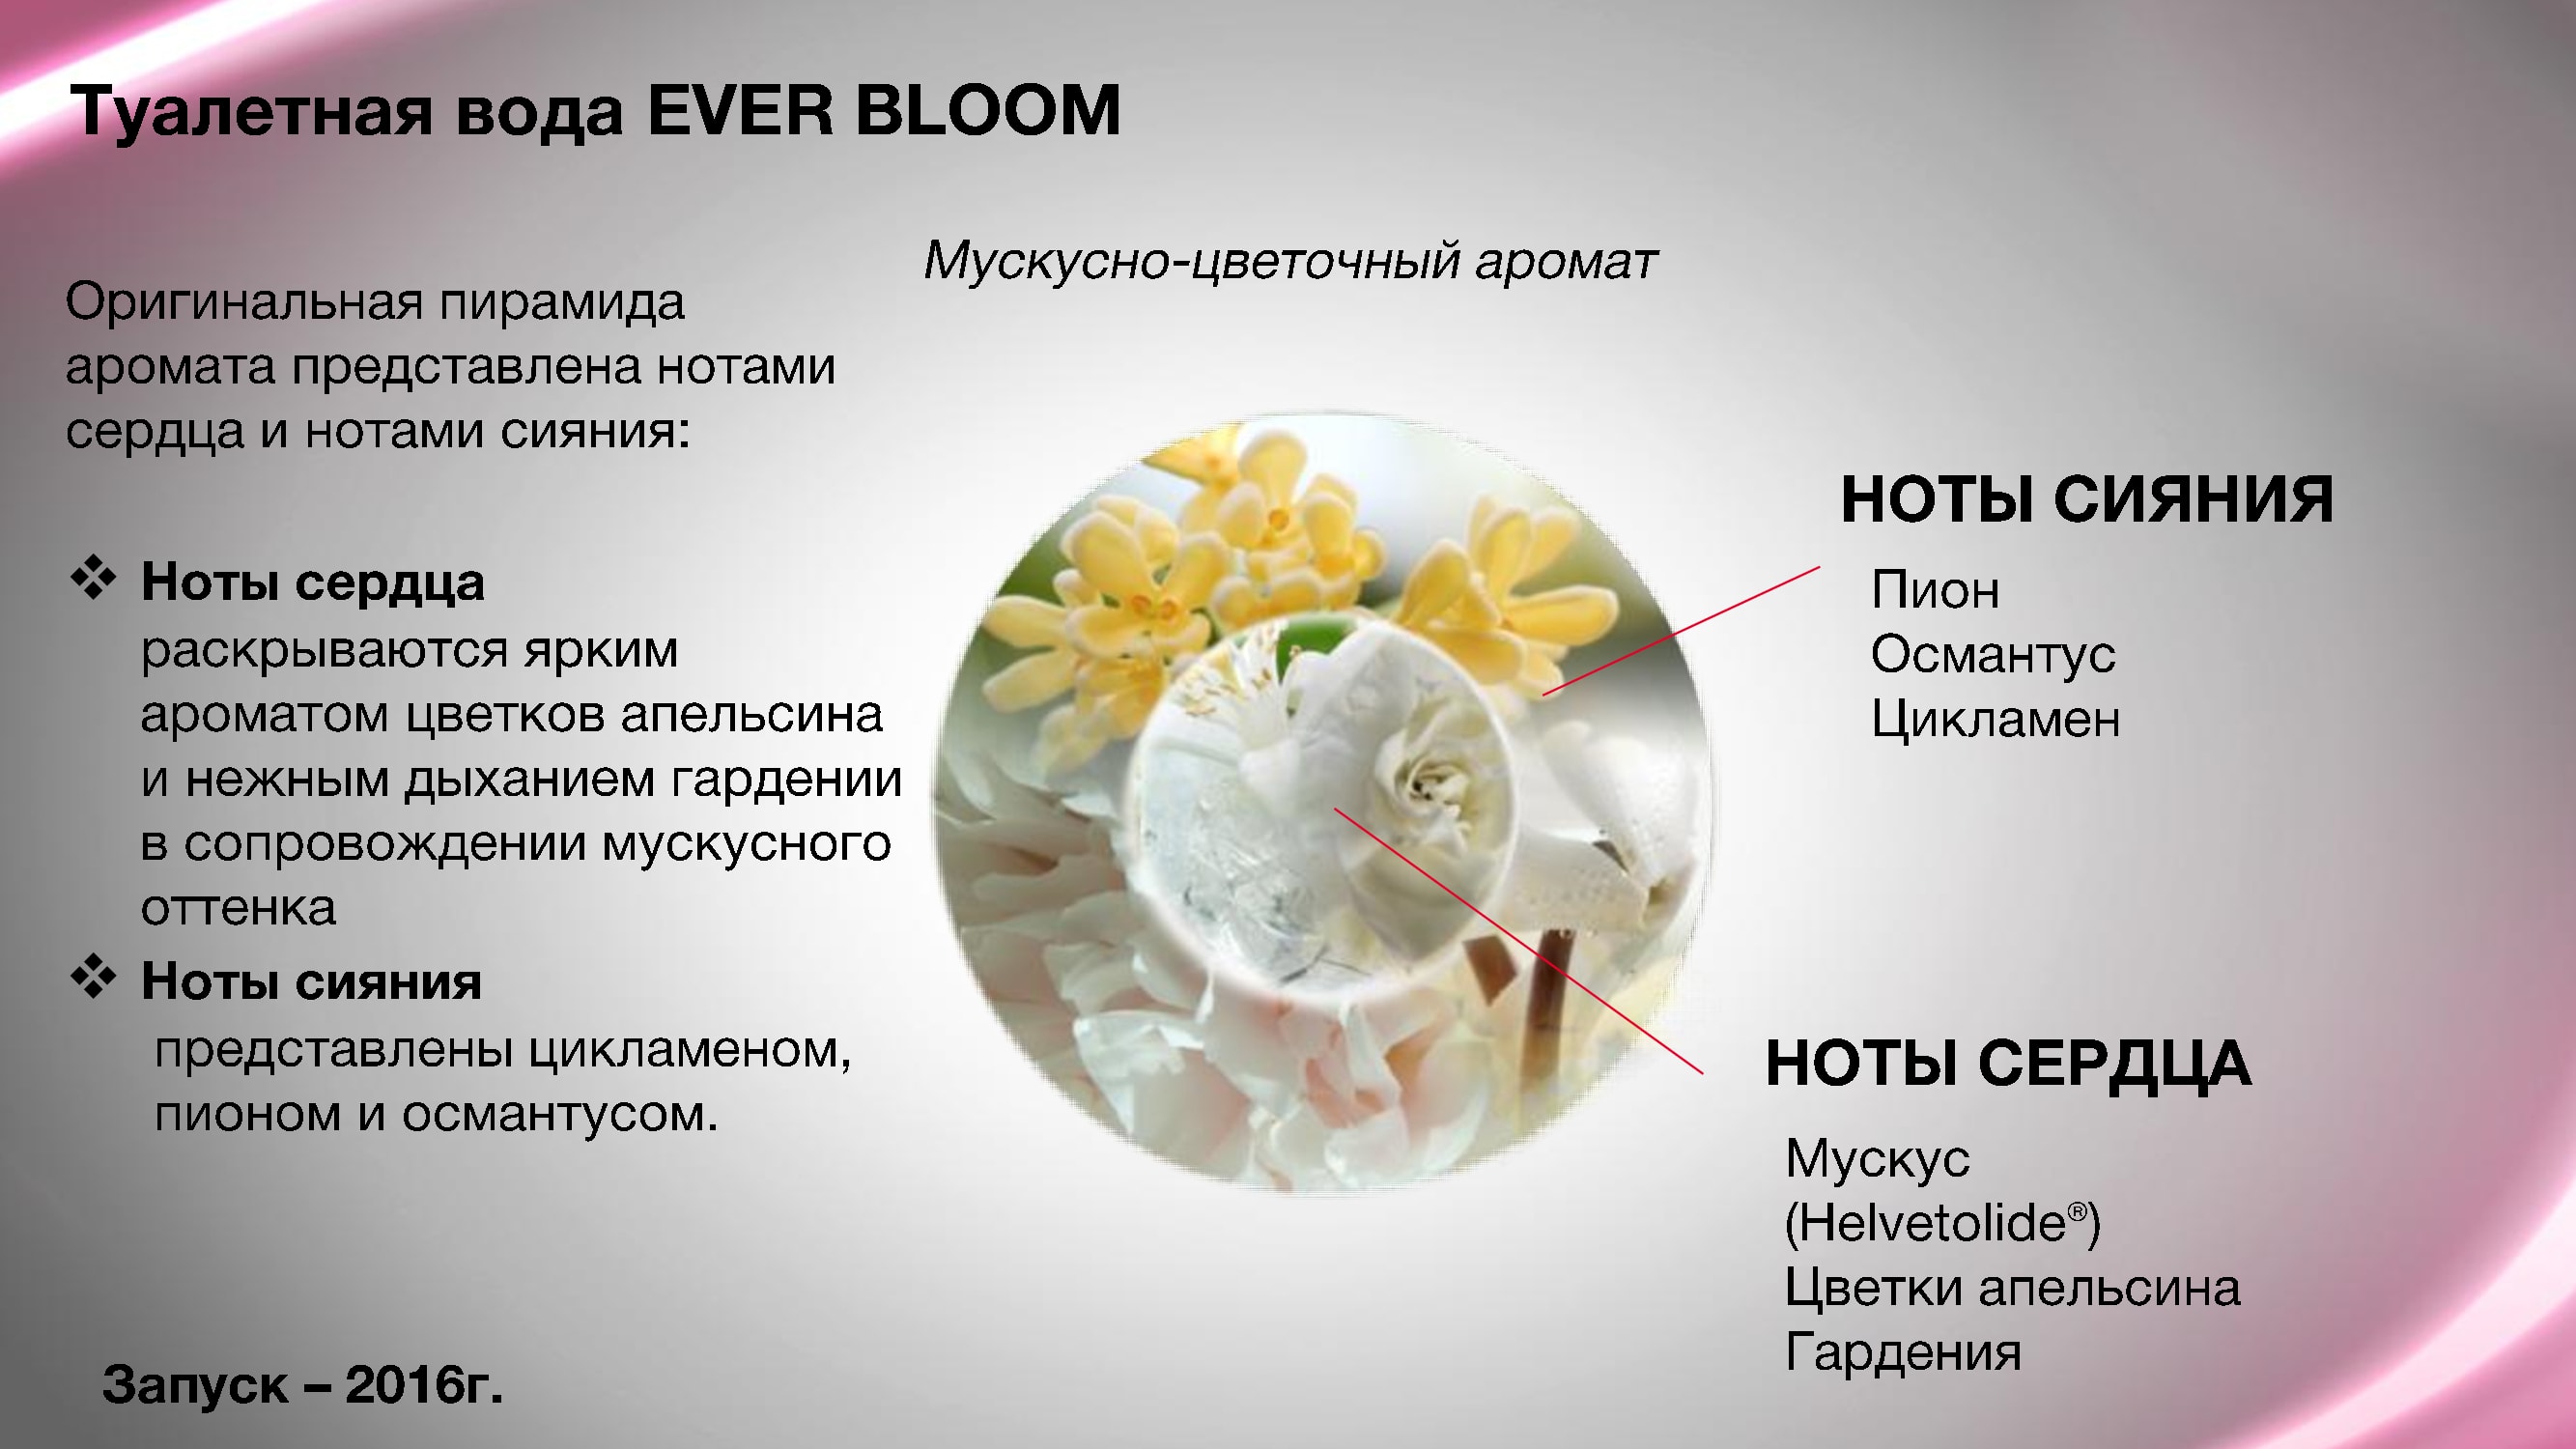 Туалетная вода EVER BLOOM
Мускусно-цветочный аромат
Оригинальная пирамида
аромата представлена нотами
сердца и нотами сияния:
❖ Ноты сердца
раскрываются ярким
ароматом цветков апельсина
и нежным дыханием гардении
в сопровождении мускусного
оттенка
❖ Ноты сияния
представлены цикламеном,
пионом и османтусом.
НОТЫ СИЯНИЯ
Пион
Османтус
Цикламен
НОТЫ СЕРДЦА
Мускус
(Helvetolide®)
Цветки апельсина
Гардения
Запуск – 2016г.